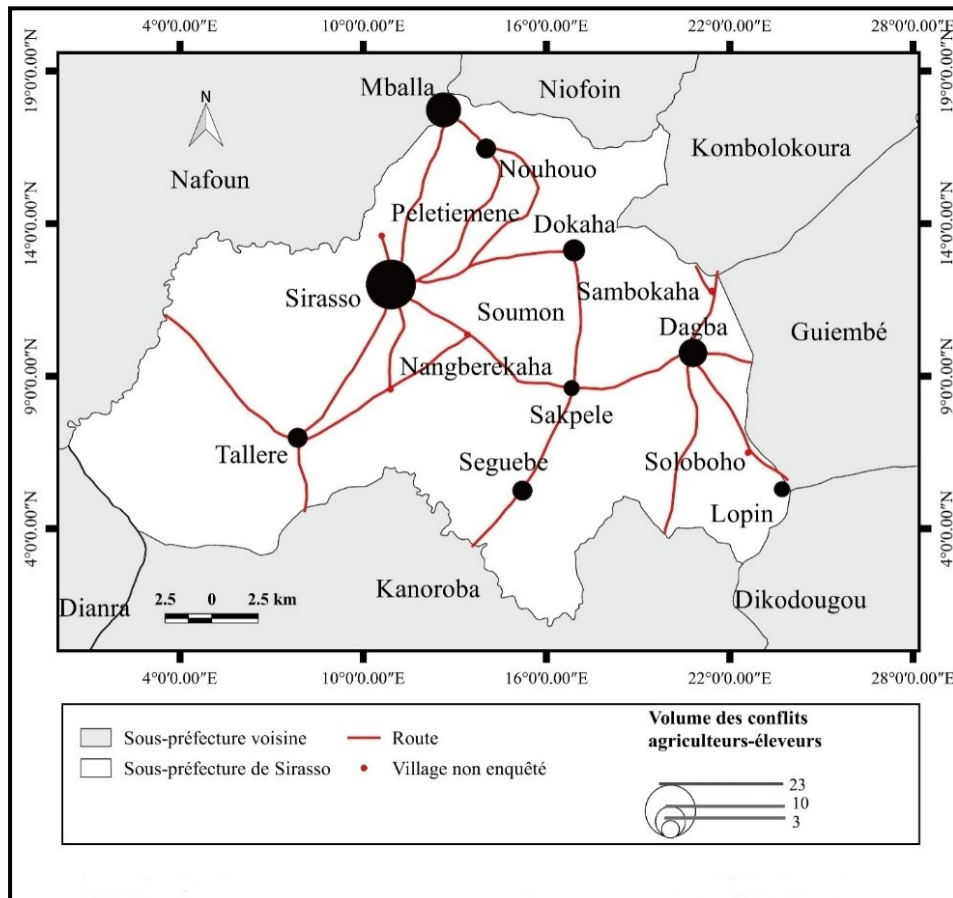 4°0'0.00"E
10°0'0.00"E
16°0'0.00"E
22°0'0.00"E
28°0'0.00"E
19°0'0.00"N
19°0'0.00"N
Mballa
Niofoin
N
Kombolokoura
Nafoun
Nouhouo
14°0'0.00"N
14°0'0.00"N
Peletiemene
Dokaha
Sirasso
Sambokaha
Soumon
Dagba
Guiembé
9°0'0.00"N
9°0'0.00"N
Nangberekaha
Sakpele
Tallere
Seguebe
Soloboho
Lopin
4°0'0.00"N
4°0'0.00"N
Kanoroba
Dianra
2.5 0 2.5 km
Dikodougou
4°0'0.00"E
10°0'0.00"E
16°0'0.00"E
22°0'0.00"E
28°0'0.00"E
Sous-préfecture voisine
Route
Sous-préfecture de Sirasso
Village non enquêté
Volume des conflits
agriculteurs-éleveurs
23
10
3